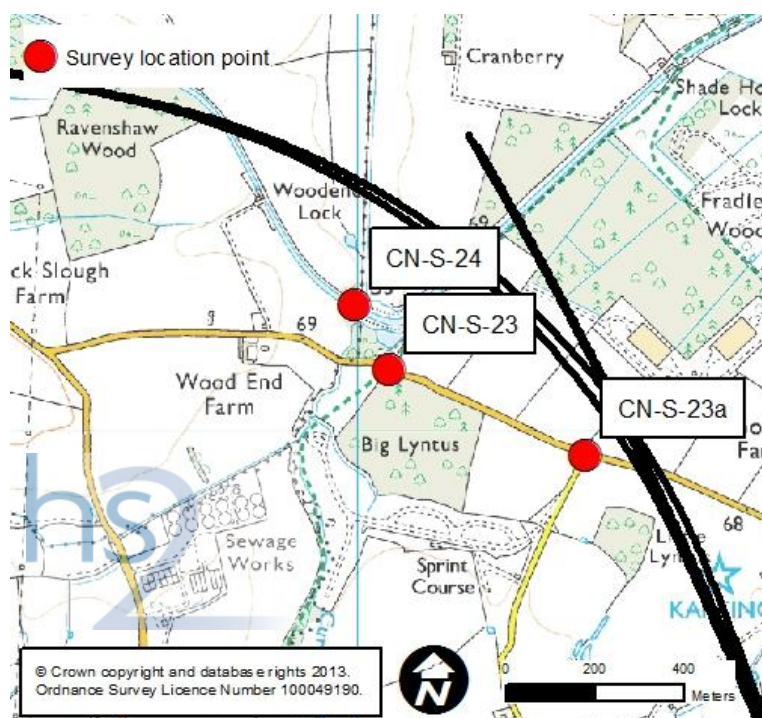 Survey location point
Cranberry
Shade Ho
Lock
Ravenshaw
Wood
Woodend
Lock
69
Fradle
Wood
CN-S-24
ck Slough
Farm
CN-S-23
69
Wood End
Farm
CN-S-23a
Big Lyntus
Fa
68
hs2
Sewage
Works
Sprint
Course
© Crown copyright and database rights 2013.
Ordnance Survey Licence Number 100049190.
N
0 200 400
Meters